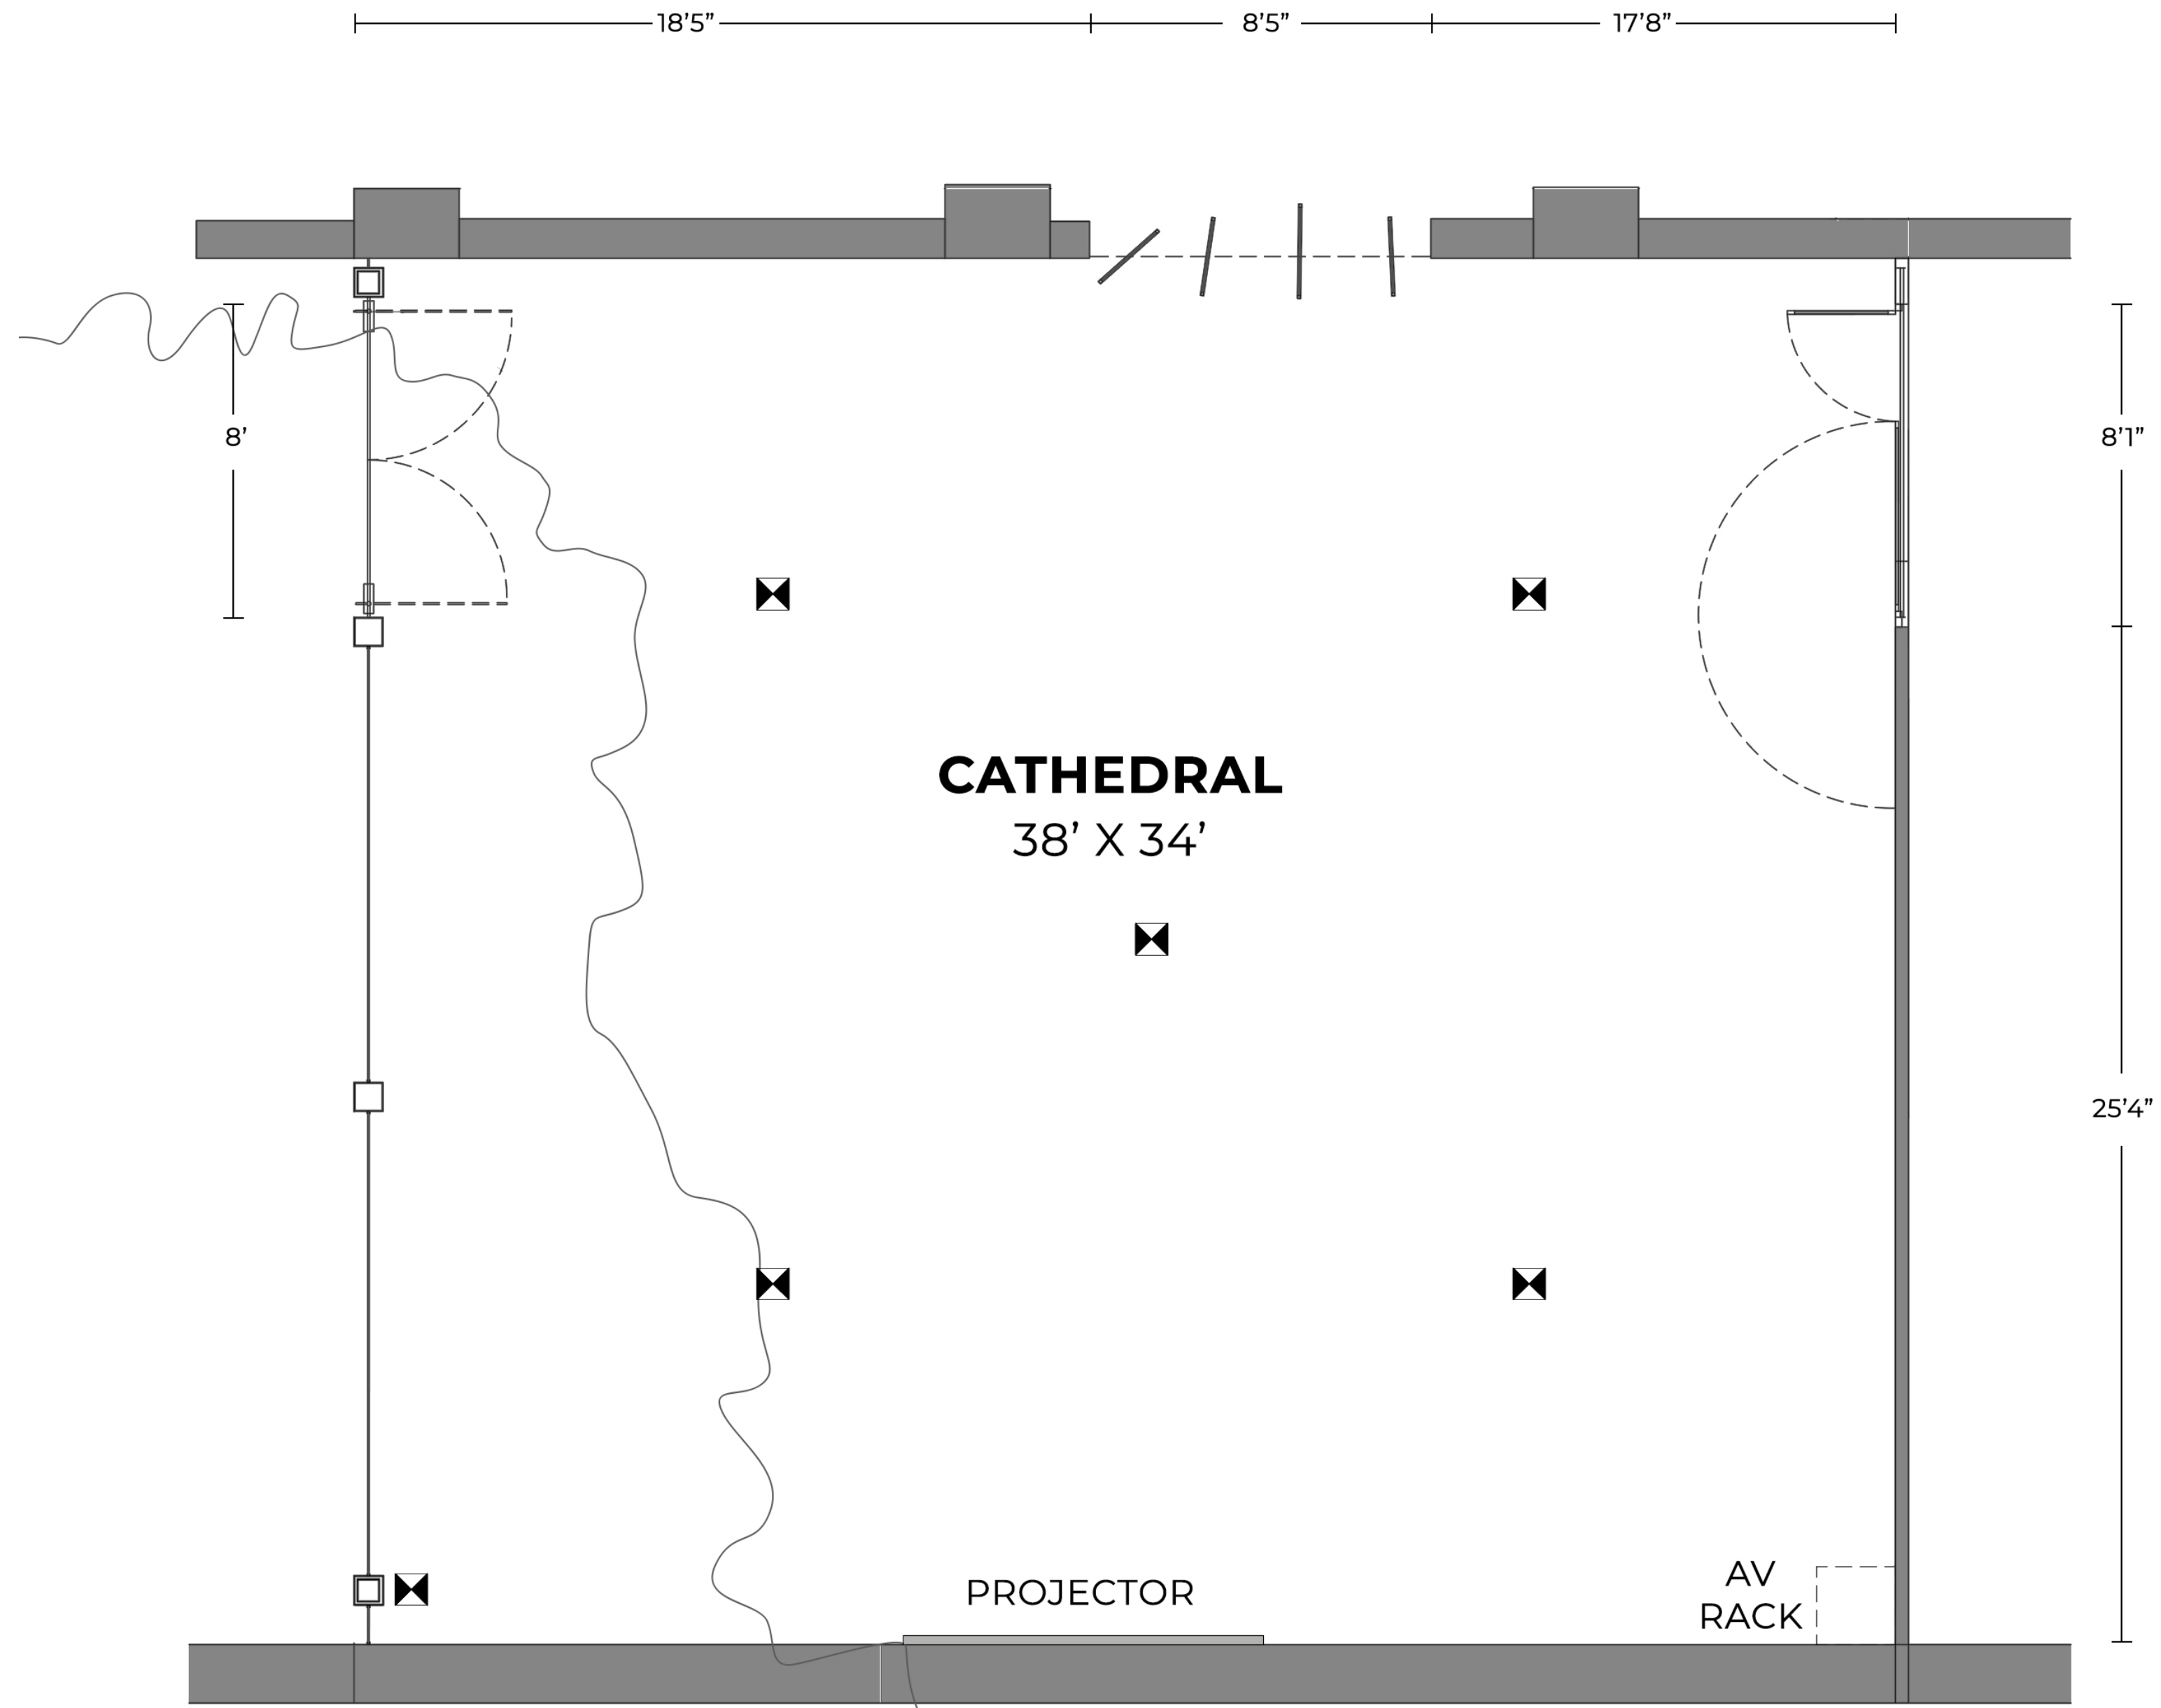 18’5”
8’5”
17’8”
8’
8’1”
CATHEDRAL
38’ X 34’
25’4”
PROJECTOR
AV
RACK